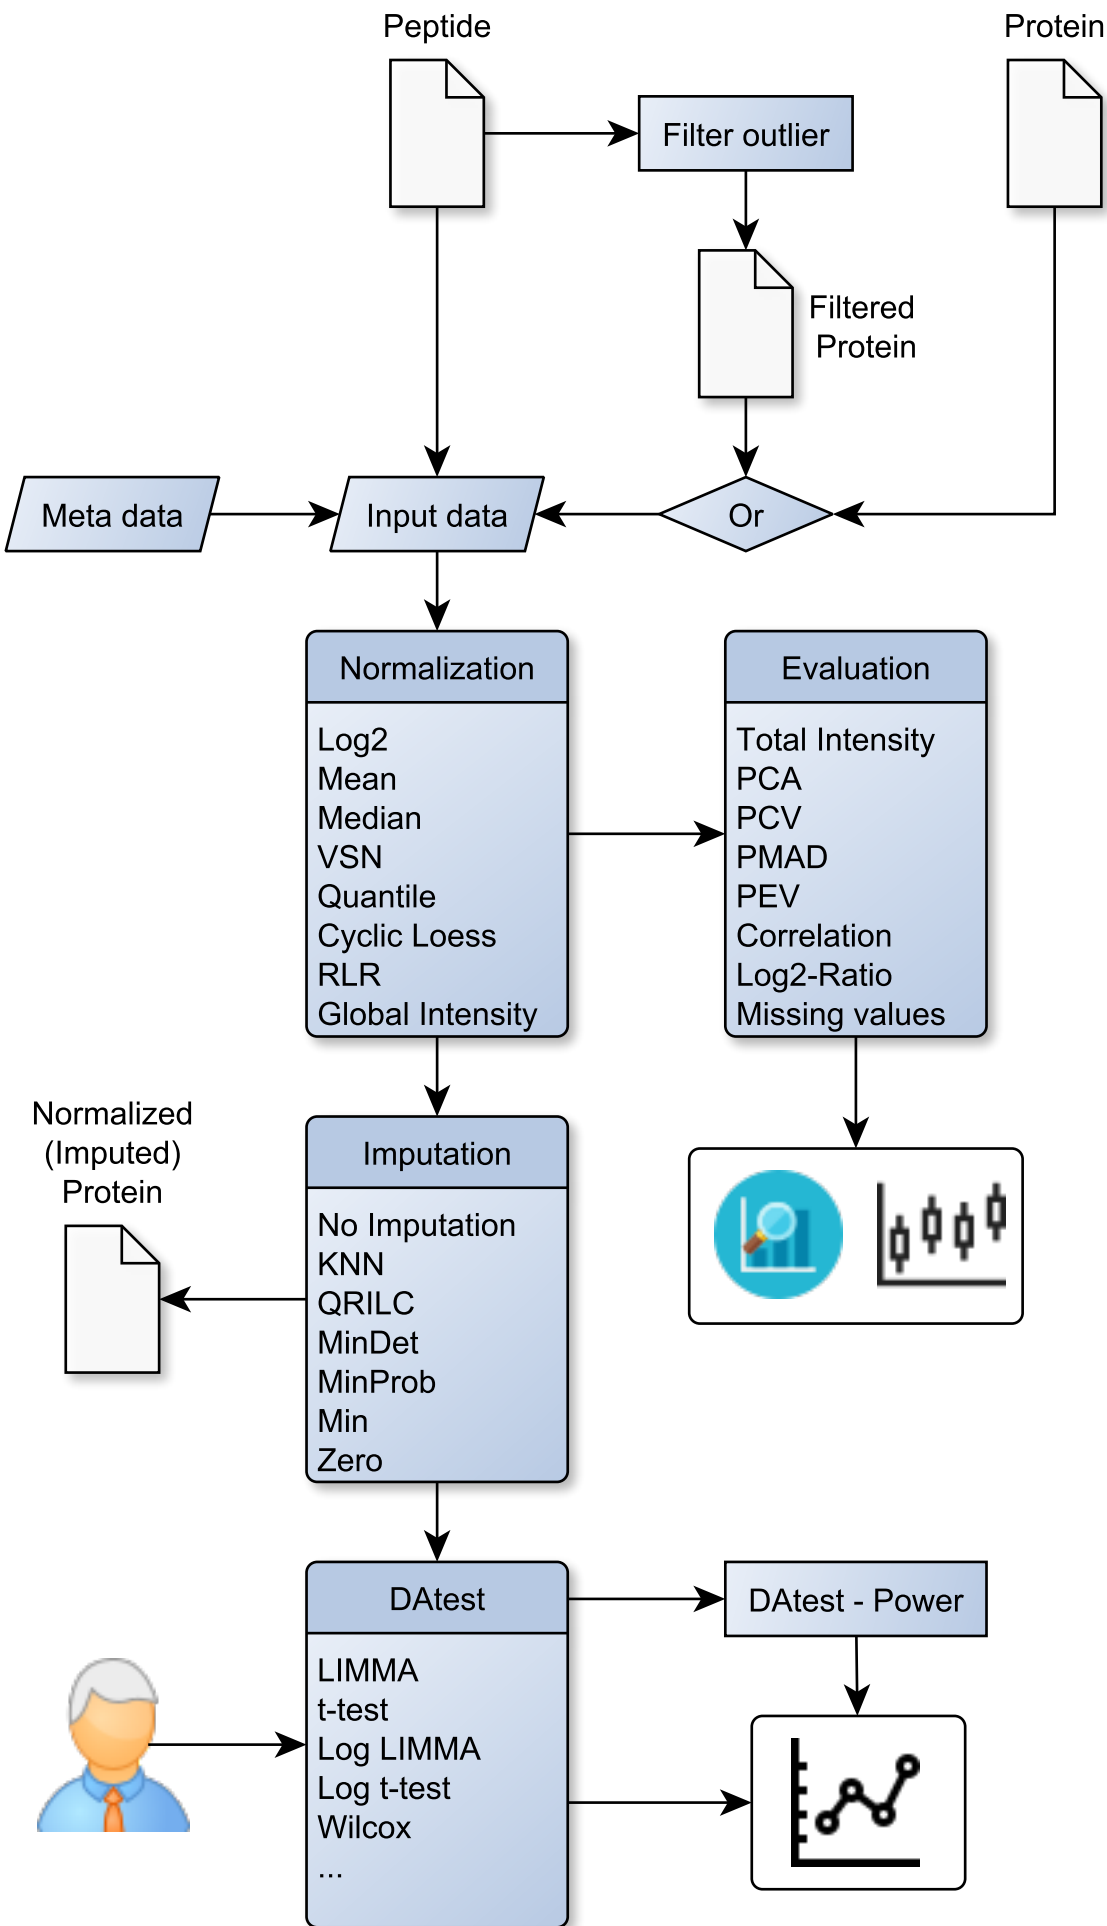 Peptide
Protein
Filter outlier
Filtered
Protein
Meta data
Input data
Or
Normalization
Log2
Mean
Median
VSN
Quantile
Cyclic Loess
RLR
Global Intensity
Evaluation
Total Intensity
PCA
PCV
PMAD
PEV
Correlation
Log2-Ratio
Missing values
Normalized
(Imputed)
Protein
Imputation
No Imputation
KNN
QRILC
MinDet
MinProb
Min
Zero
DAtest
LIMMA
t-test
Log LIMMA
Log t-test
Wilcox
...
DAtest - Power